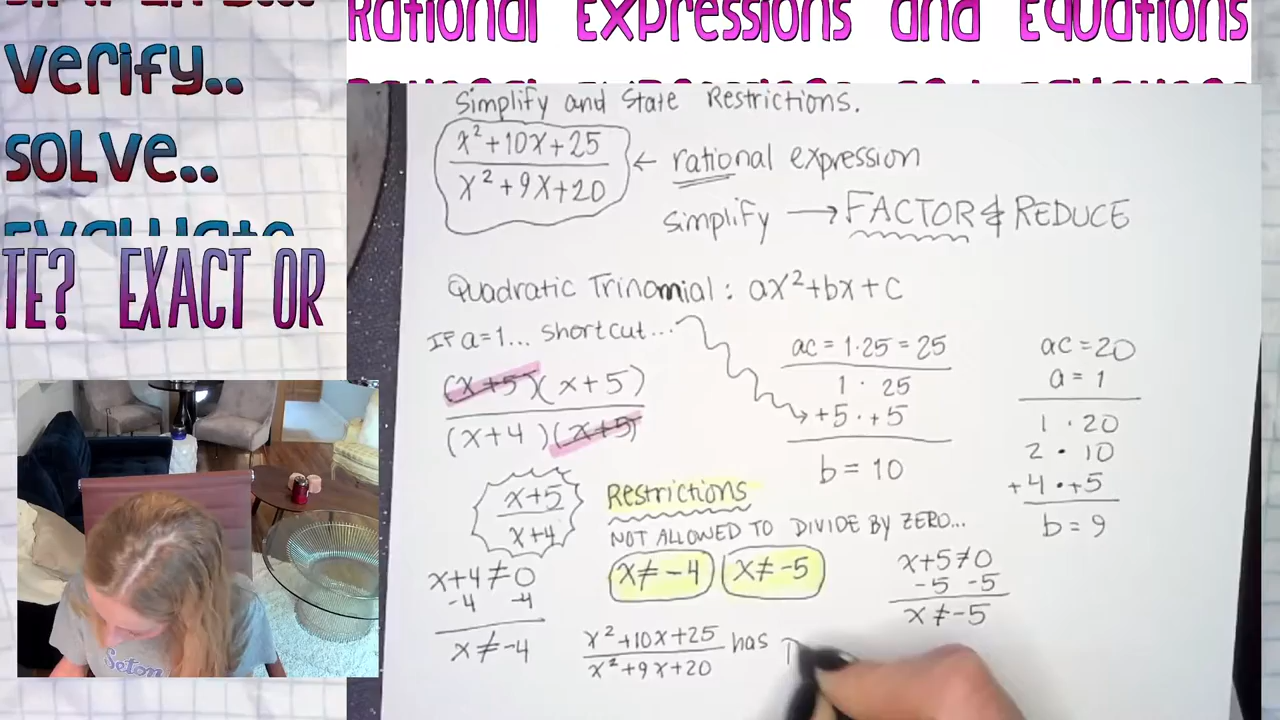 verify..
solve..
Evaluate
TE? EXACT OR
Rational Expressions and Equations
Simplify and State Restrictions.
x²+10x+25
x²+9x+20
← rational expression
simplify → FACTOR & REDUCE
Quadratic Trinomial: ax²+bx+c
If a=1... shortcut...
(x+5)(x+5)
(x+4)(x+5)
ac = 1·25 = 25
1 · 25
+5 · +5
b = 10
ac = 20
a = 1
1 · 20
2 · 10
+4 · +5
b = 9
x+5
x+4
Restrictions
NOT ALLOWED TO DIVIDE BY ZERO...
x ≠ -4
x ≠ -5
x+4 ≠ 0
-4 -4
x ≠ -4
x+5 ≠ 0
-5 -5
x ≠ -5
x²+10x+25
x²+9x+20
has
Seton